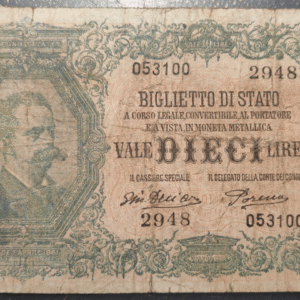 053100
2948
BIGLIETTO DI STATO
A CORSO LEGALE, CONVERTIBILE AL PORTATORE
E A VISTA IN MONETA METALLICA
VALE DIECI LIRE
IL CASSIERE SPECIALE IL DELEGATO DELLA CORTE DEI CONTI
2948
053100